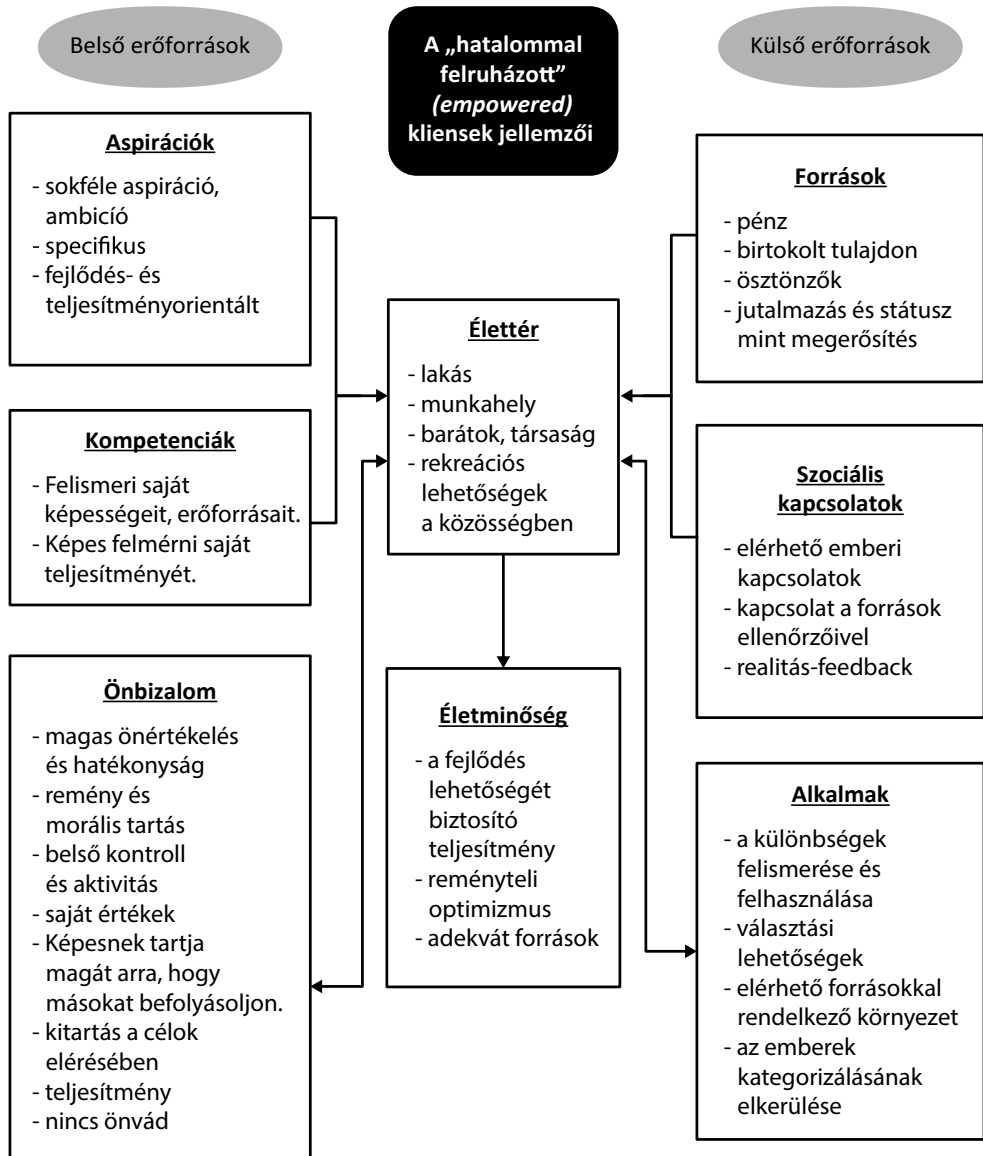 Belső erőforrások
A „hatalommal
felruházott”
(empowered)
kliensek jellemzői
Külső erőforrások
Aspirációk
- sokféle aspiráció,
ambíció
- specifikus
- fejlődés- és
teljesítményorientált
Kompetenciák
- Felismeri saját
képességeit, erőforrásait.
- Képes felmérni saját
teljesítményét.
Önbizalom
- magas önértékelés
és hatékonyság
- remény és
morális tartás
- belső kontroll
és aktivitás
- saját értékek
- Képesnek tartja
magát arra, hogy
másokat befolyásoljon.
- kitartás a célok
elérésében
- teljesítmény
- nincs önvád
Élettér
- lakás
- munkahely
- barátok, társaság
- rekreációs
lehetőségek
a közösségben
Életminőség
- a fejlődés
lehetőségét
biztosító
teljesítmény
- reményteli
optimizmus
- adekvát források
Források
- pénz
- birtokolt tulajdon
- ösztönzők
- jutalmazás és státusz
mint megerősítés
Szociális
kapcsolatok
- elérhető emberi
kapcsolatok
- kapcsolat a források
ellenőrzőivel
- realitás-feedback
Alkalmak
- a különbségek
felismerése és
felhasználása
- választási
lehetőségek
- elérhető forrásokkal
rendelkező környezet
- az emberek
kategorizálásának
elkerülése